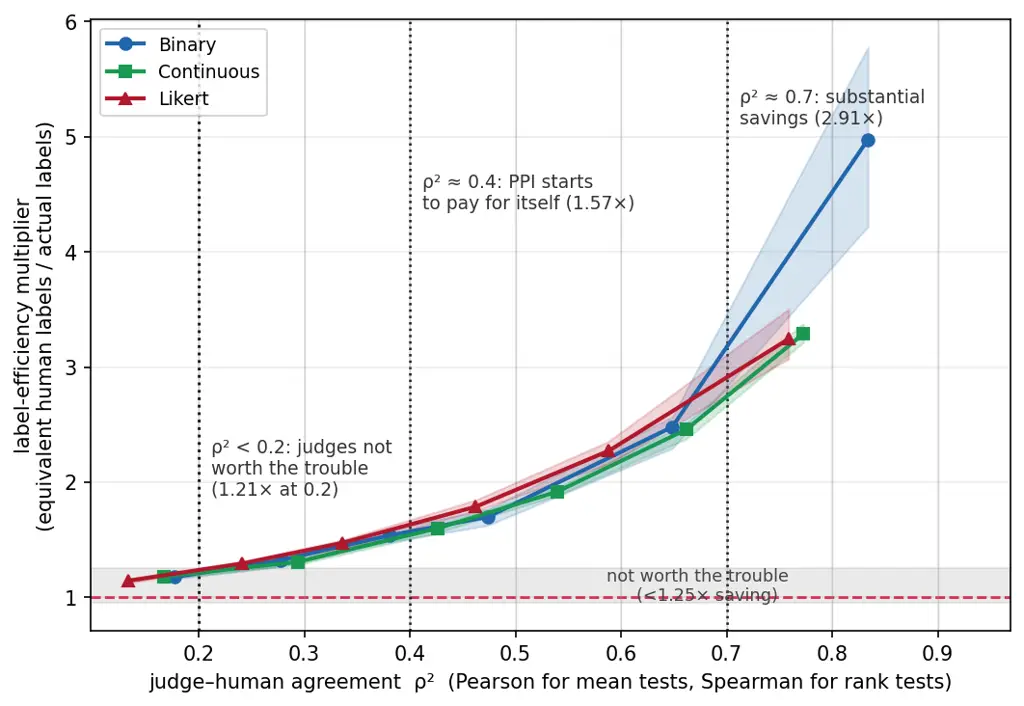 6
5
4
3
2
1
label-efficiency multiplier
(equivalent human labels / actual labels)
Binary
Continuous
Likert
ρ² ≈ 0.7: substantial
savings (2.91×)
ρ² ≈ 0.4: PPI starts
to pay for itself (1.57×)
ρ² < 0.2: judges not
worth the trouble
(1.21× at 0.2)
not worth the trouble
(<1.25× saving)
0.2 0.3 0.4 0.5 0.6 0.7 0.8 0.9
judge–human agreement ρ² (Pearson for mean tests, Spearman for rank tests)